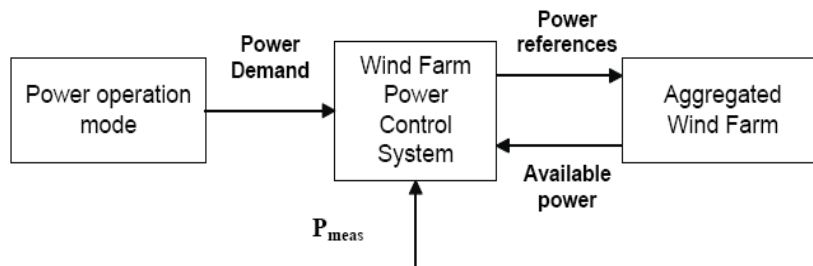 Power operation
mode
Power
Demand
Wind Farm
Power
Control
System
Power
references
Available
power
Aggregated
Wind Farm
P_meas